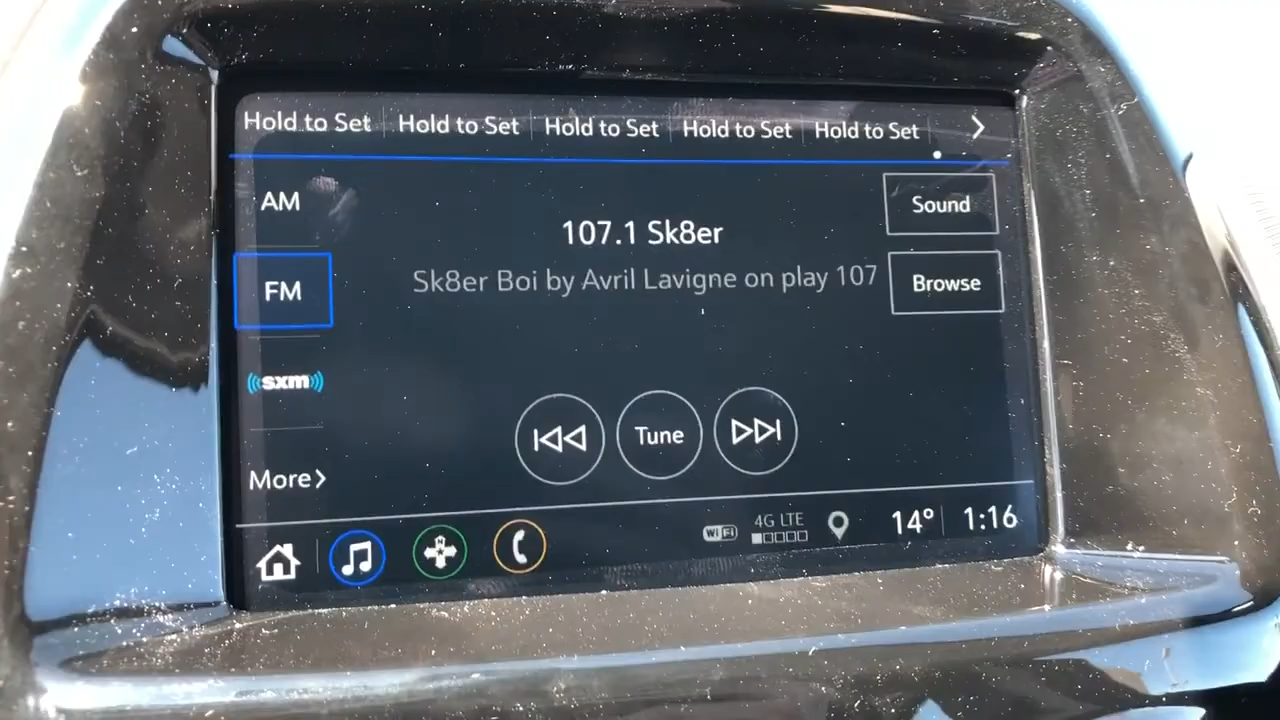 Hold to Set Hold to Set Hold to Set Hold to Set Hold to Set
AM
Sound
107.1 Sk8er
Sk8er Boi by Avril Lavigne on play 107
FM
Browse
sxm
Tune
More
N
WiFi
4G LTE
14° 1:16